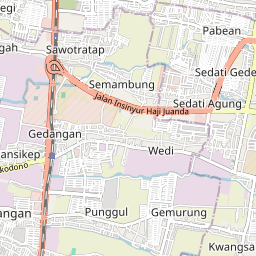 egi
Pabean
gah
Sawotratap
Sedati Gede
Semambung
Jalan Insinyur Haji Juanda
Sedati Agung
Gedangan
Wedi
ansikep
kodono
Punggul
Gemurung
angan
Kwangsa